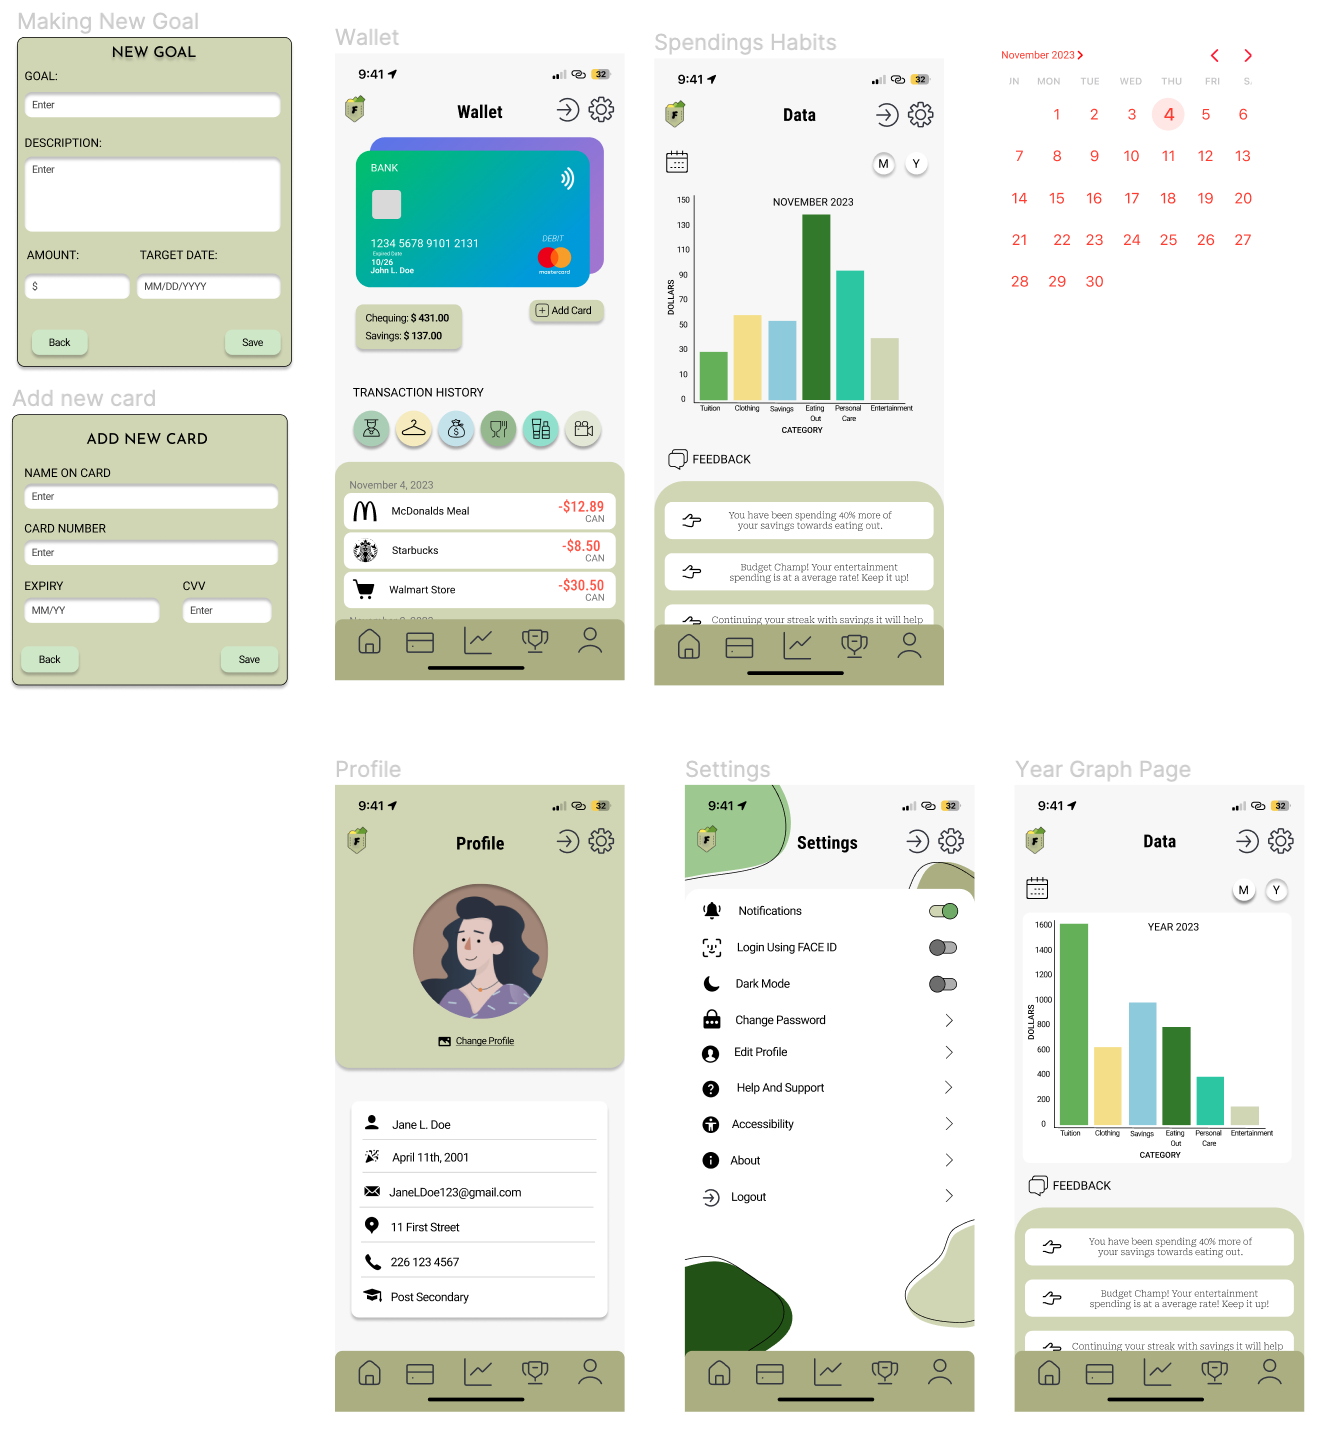 Making New Goal
NEW GOAL
GOAL:
Enter
DESCRIPTION:
Enter
AMOUNT:
TARGET DATE:
$
MM/DD/YYYY
Back
Save
Add new card
ADD NEW CARD
NAME ON CARD
Enter
CARD NUMBER
Enter
EXPIRY
CVV
MM/YY
Enter
Back
Save
Wallet
9:41
32
F
Wallet
BANK
1234 5678 9101 2131
Expired Date
10/26
John L. Doe
DEBIT
mastercard
Chequing: $ 431.00
Savings: $ 137.00
Add Card
TRANSACTION HISTORY
November 4, 2023
McDonalds Meal
-$12.89
CAN
Starbucks
-$8.50
CAN
Walmart Store
-$30.50
CAN
Spendings Habits
9:41
32
F
Data
M
Y
NOVEMBER 2023
150
130
110
90
70
50
30
10
0
DOLLARS
Tuition
Clothing
Savings
Eating Out
Personal Care
Entertainment
CATEGORY
FEEDBACK
You have been spending 40% more of
your savings towards eating out.
Budget Champ! Your entertainment
spending is at a average rate! Keep it up!
Continuing your streak with savings it will help
November 2023
IN MON TUE WED THU FRI S.
1 2 3 4 5 6
7 8 9 10 11 12 13
14 15 16 17 18 19 20
21 22 23 24 25 26 27
28 29 30
Profile
9:41
32
F
Profile
Change Profile
Jane L. Doe
April 11th, 2001
JaneLDoe123@gmail.com
11 First Street
226 123 4567
Post Secondary
Settings
9:41
32
F
Settings
Notifications
Login Using FACE ID
Dark Mode
Change Password
Edit Profile
Help And Support
Accessibility
About
Logout
Year Graph Page
9:41
32
F
Data
M
Y
YEAR 2023
1600
1400
1200
1000
800
600
400
200
0
DOLLARS
Tuition
Clothing
Savings
Eating Out
Personal Care
Entertainment
CATEGORY
FEEDBACK
You have been spending 40% more of
your savings towards eating out.
Budget Champ! Your entertainment
spending is at a average rate! Keep it up!
Continuing your streak with savings it will help